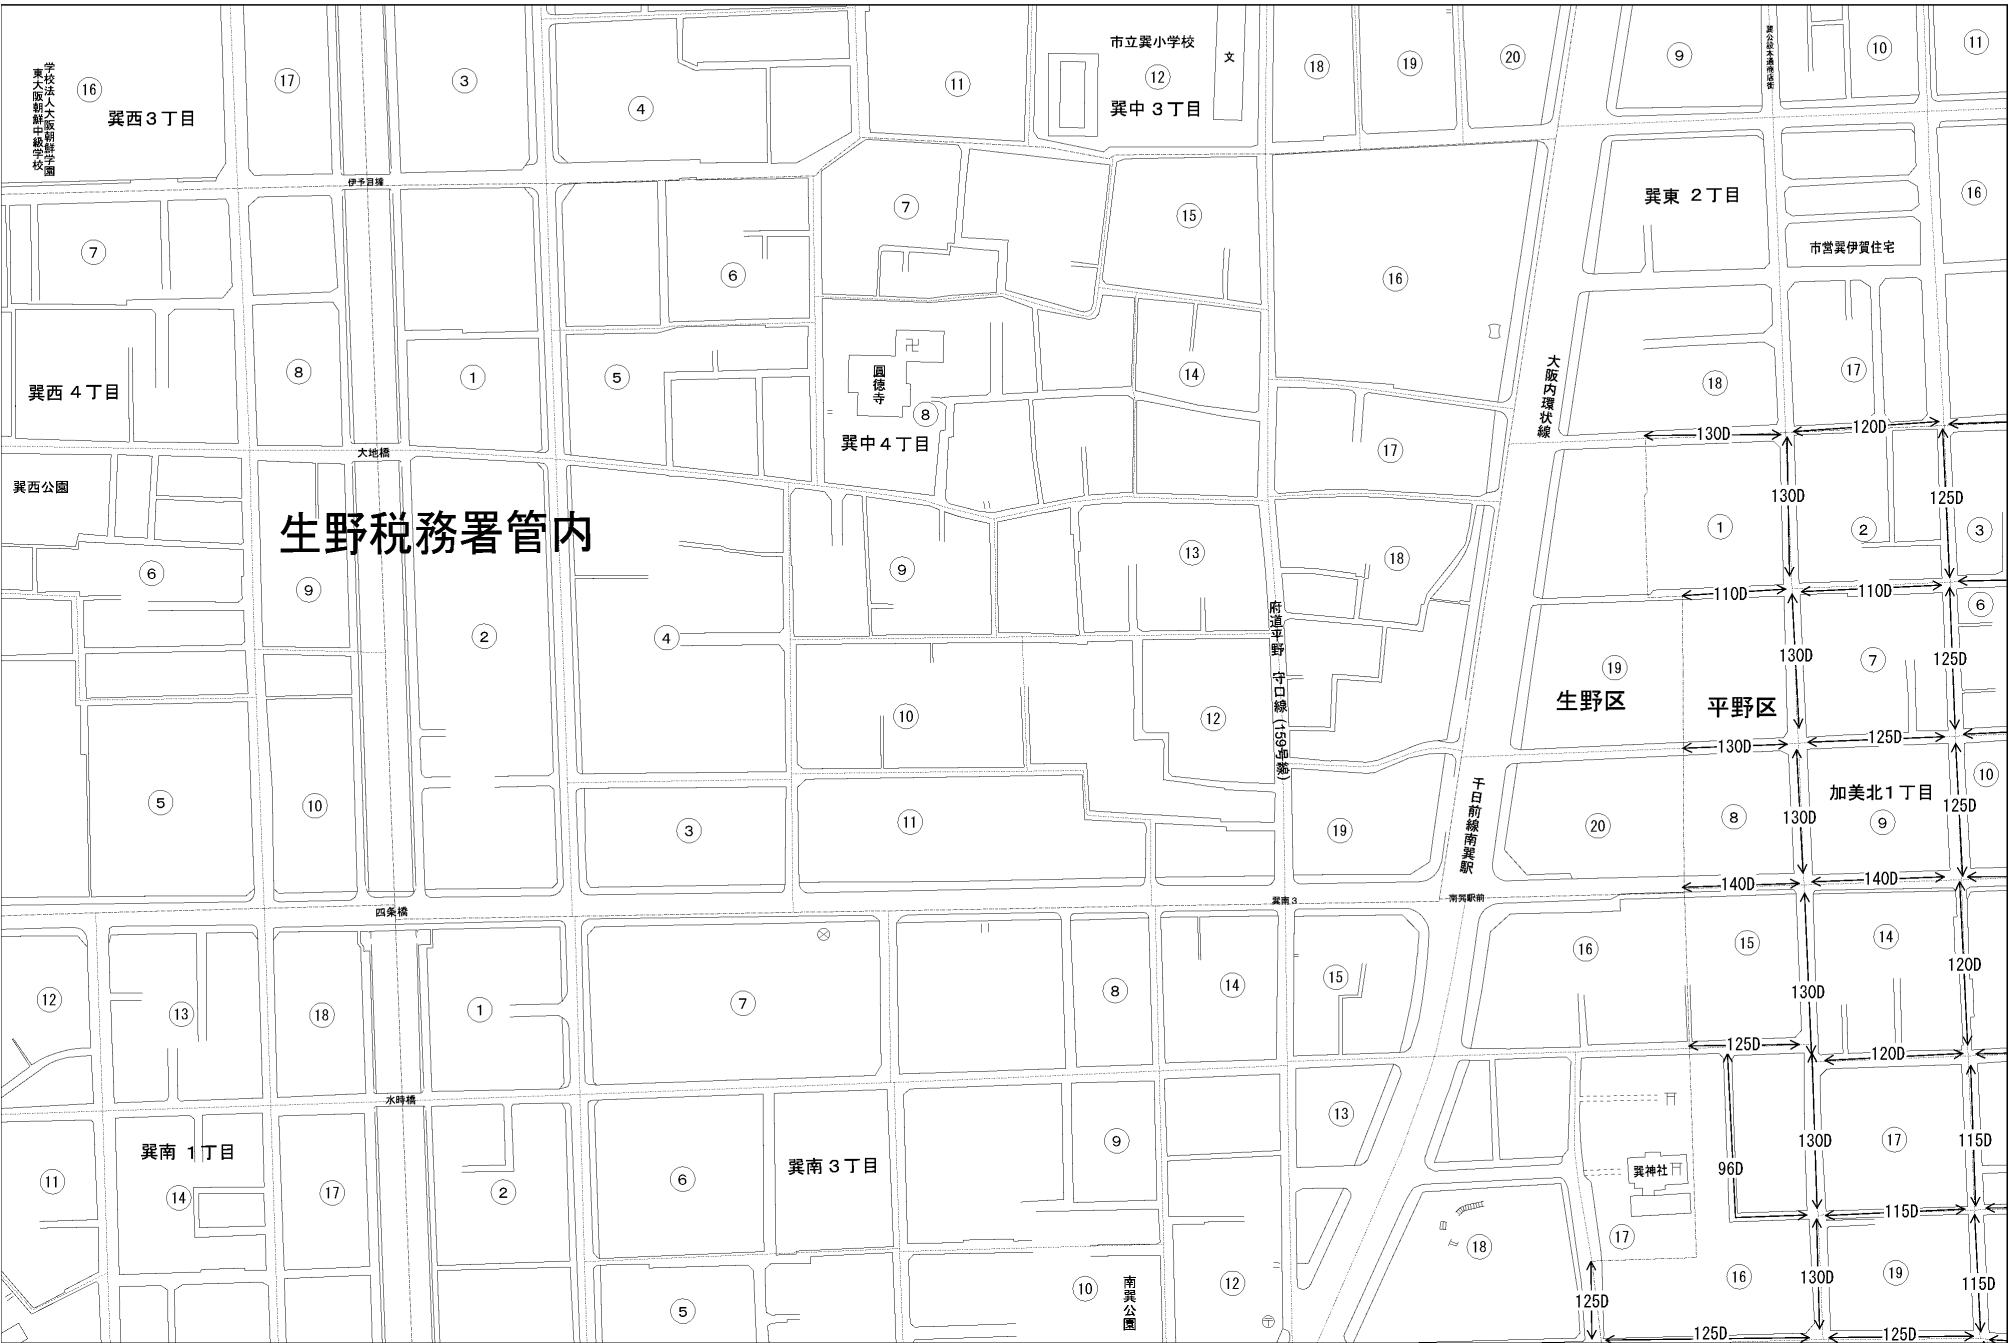 市立巽小学校
文
巽公設本通商店街
⑯ ⑰ ③ ④ ⑪ ⑫ ⑱ ⑲ ⑳ ⑨ ⑩ ⑪
学校法人大阪朝鮮学園
東大阪朝鮮中級学校
巽西3丁目
巽中 3丁目
伊予目橋
巽東 2丁目
⑦ ⑥ ⑦ ⑮ ⑯ ⑯
市営巽伊賀住宅
圓徳寺
大阪内環状線
⑧ ① ⑤ ⑧ ⑭ ⑰ ⑱ ⑰
巽西 4丁目
巽中4丁目
130D 120D
大地橋
巽西公園
生野税務署管内
130D 125D
⑥ ⑨ ② ④ ⑨ ⑬ ⑱ ① ② ③
110D 110D
⑥
府道平野 守口線(159号線)
130D 125D
⑲ ⑦
生野区
平野区
⑩ ⑫
130D 125D
千日前線南巽駅
加美北1丁目
⑤ ⑩ ③ ⑪ ⑲ ⑳ ⑧ ⑨ ⑩
130D 125D
140D 140D
四条橋
巽南3
南巽駅前
⑫ ⑬ ⑱ ① ⑦ ⑧ ⑭ ⑮ ⑯ ⑮ ⑭
130D 120D
125D 120D
水時橋
巽南 1丁目
巽南3丁目
巽神社
96D 130D 115D
⑪ ⑭ ⑰ ② ⑥ ⑨ ⑬ ⑰
115D
⑤ ⑩ ⑫ ⑱ ⑰ ⑯ ⑲
南巽公園
125D 130D 115D
125D 125D